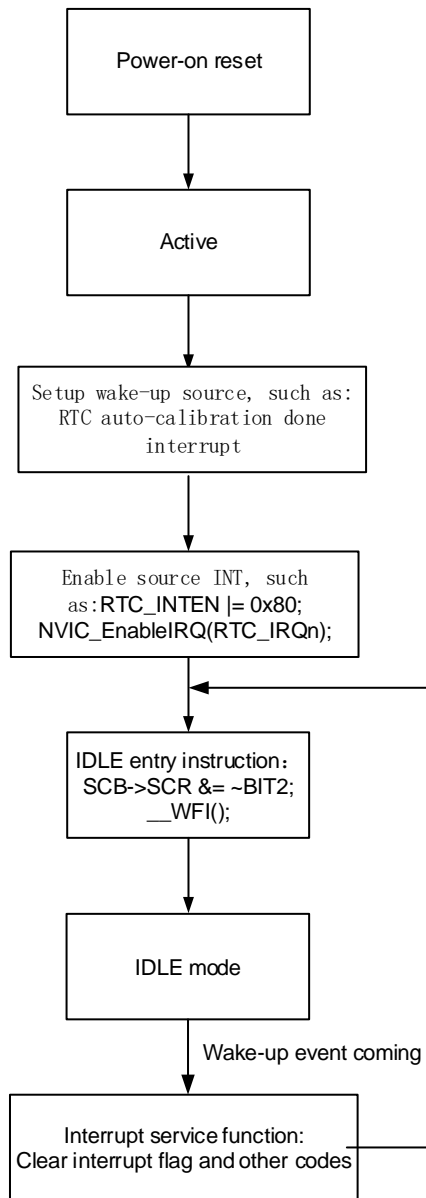 Power-on reset
Active
Setup wake-up source, such as:
RTC auto-calibration done
interrupt
Enable source INT, such
as:RTC_INTEN |= 0x80;
NVIC_EnableIRQ(RTC_IRQn);
IDLE entry instruction：
SCB->SCR &= ~BIT2;
__WFI();
IDLE mode
Wake-up event coming
Interrupt service function:
Clear interrupt flag and other codes